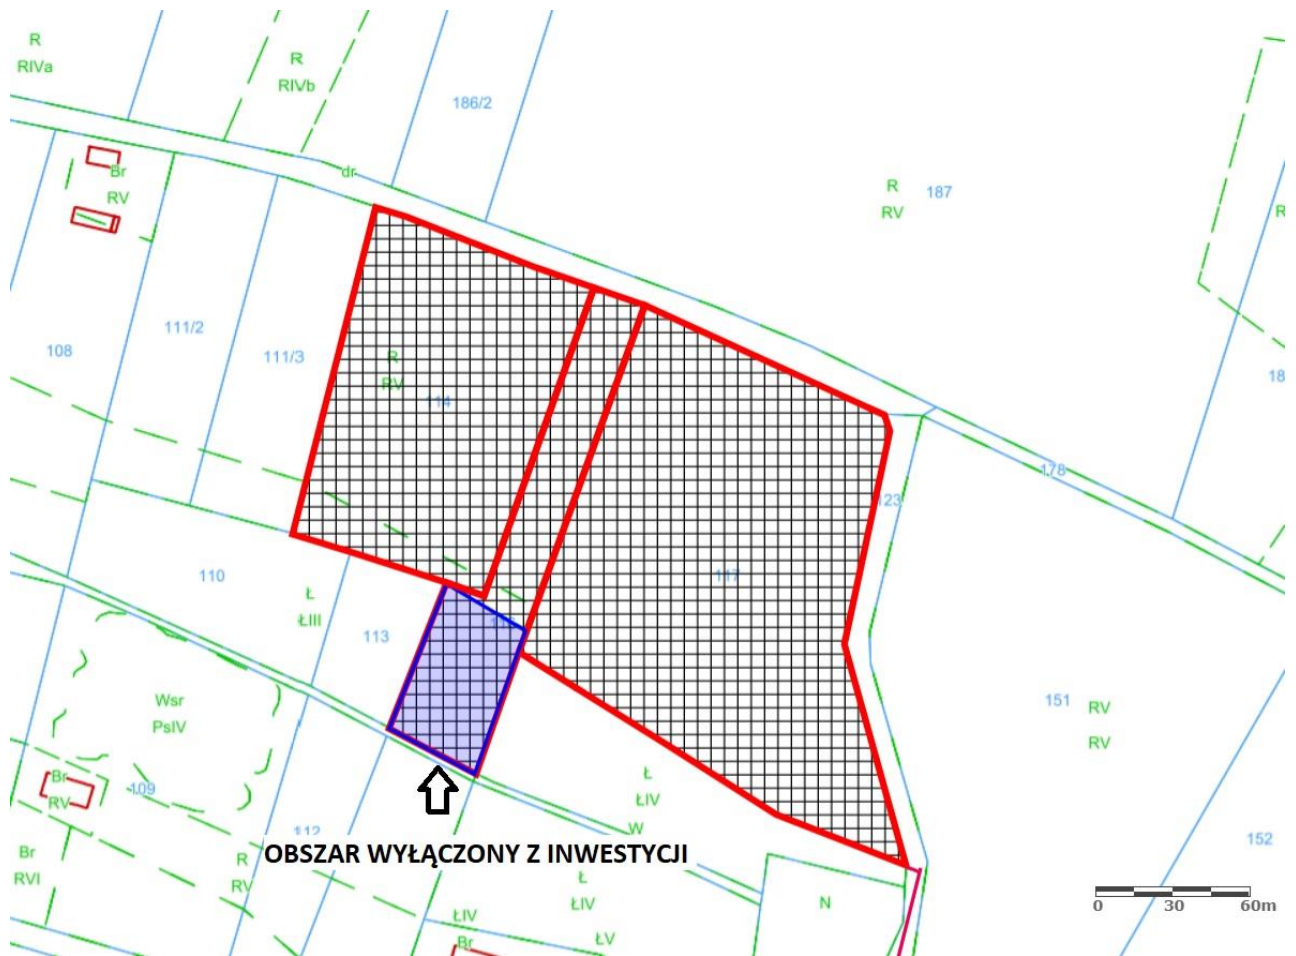 R
RIVa
R
RIVb
186/2
dr
Br
RV
R
RV
187
R
108
111/2
111/3
R
RV
114
18
178
123
110
Ł
ŁIII
113
117
Wsr
PsIV
151
RV
RV
Br
RV
109
Ł
ŁIV
W
112
152
OBSZAR WYŁĄCZONY Z INWESTYCJI
Br
RVI
R
RV
Ł
ŁIV
N
ŁIV
Br
ŁV
0 30 60m